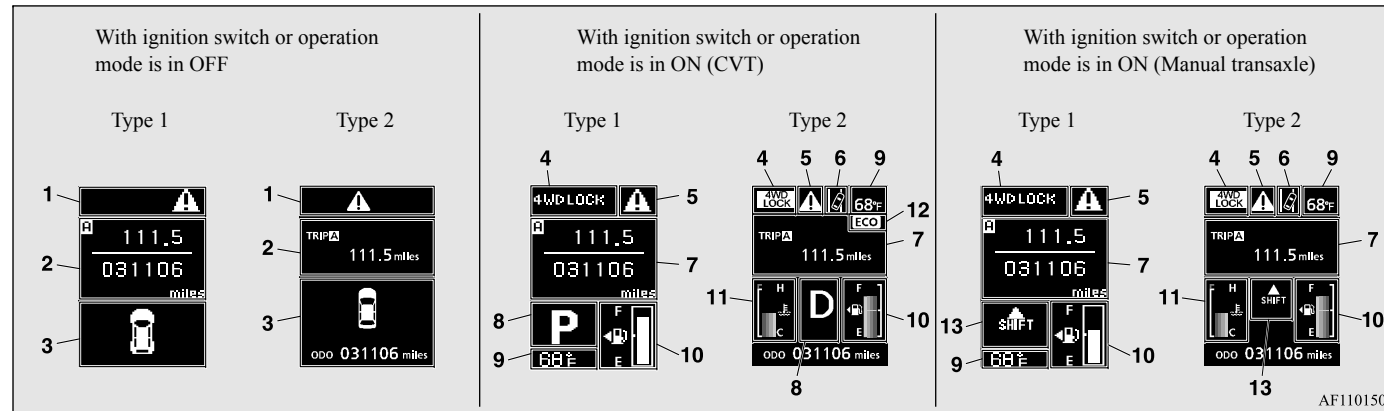 With ignition switch or operation
mode is in OFF
Type 1
Type 2
1
A
111.5
031106
miles
2
3
1
TRIP A
111.5 miles
2
3
ODO 031106 miles
With ignition switch or operation
mode is in ON (CVT)
Type 1
Type 2
4
4WD LOCK
5
A
111.5
031106
miles
7
8
P
F
E
9
68°F
10
4
5
6
9
4WD
LOCK
68°F
12
ECO
TRIP A
111.5 miles
7
11
F H
C
D
F
E
10
ODO 031106 miles
8
With ignition switch or operation
mode is in ON (Manual transaxle)
Type 1
Type 2
4
4WD LOCK
5
A
111.5
031106
miles
7
13
SHIFT
F
E
9
68°F
10
4
5
6
9
4WD
LOCK
68°F
TRIP A
111.5 miles
7
11
F H
C
SHIFT
F
E
10
ODO 031106 miles
13
AF110150